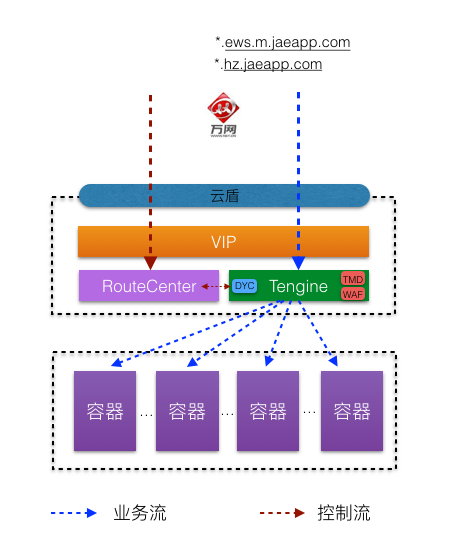 *.ews.m.jaeapp.com
*.hz.jaeapp.com
万网
云盾
VIP
RouteCenter
DYC
Tengine
TMD
WAF
容器 ... 容器 ... 容器 ... 容器
业务流
控制流